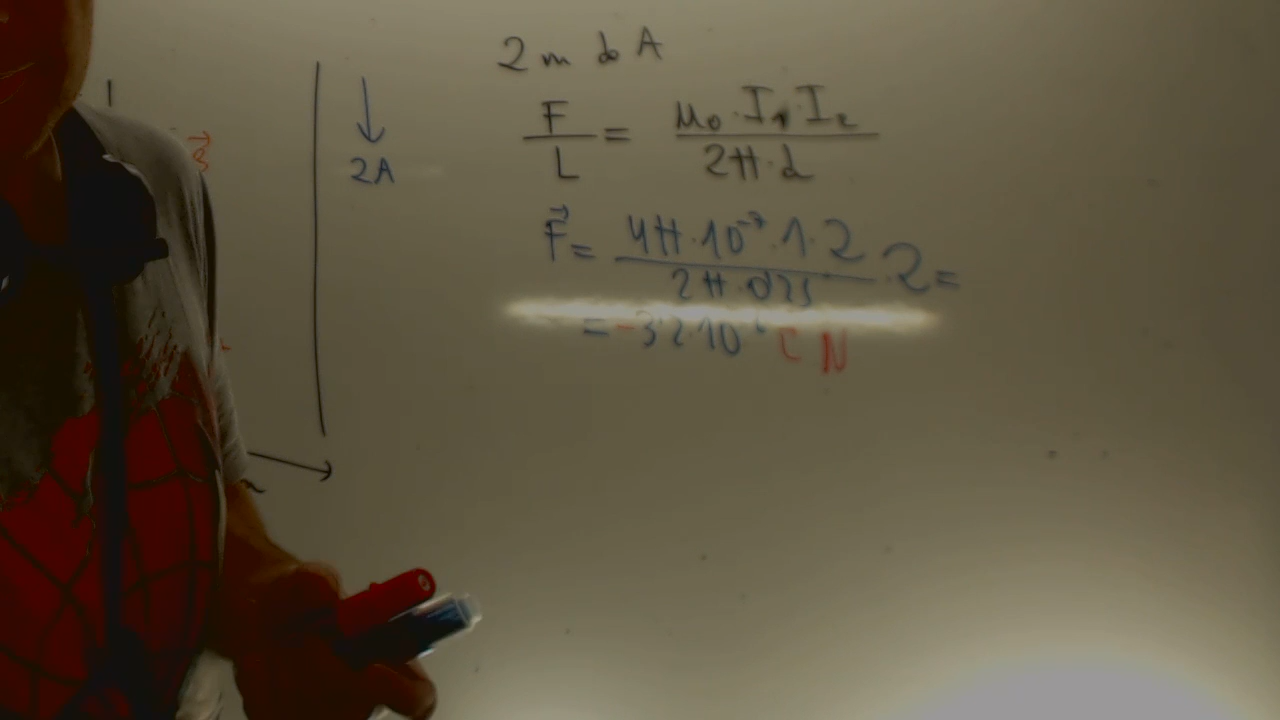 2 m do A
F/L = μ₀·I₁·I₂ / 2π·d
B⃗
2A
F⃗ = 4π·10⁻⁷·1·2 / 2π·0'25 · 2 =
= -3'2·10⁻⁶ N